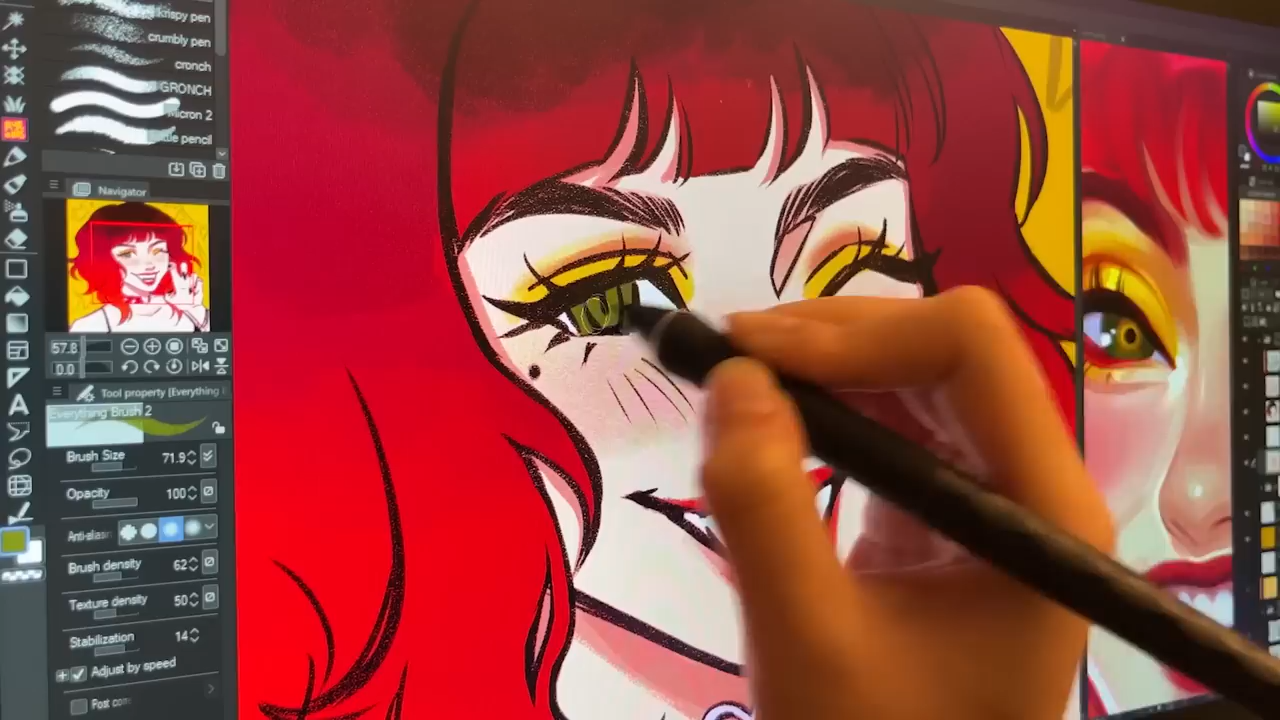 krispy pen
crumbly pen
cronch
GRONCH
Micron 2
pencil
Navigator
57.8
0.0
Tool property (Everything
Everything Brush 2
Brush Size 71.9
Opacity 100
Anti-alias
Brush density 62
Texture density 50
Stabilization 14
Adjust by speed
Post